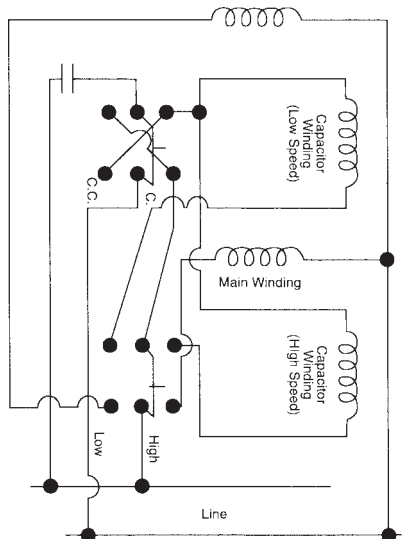 Capacitor
Winding
(Low Speed)
C.C.
C.
Main Winding
Capacitor
Winding
(High Speed)
Low
High
Line